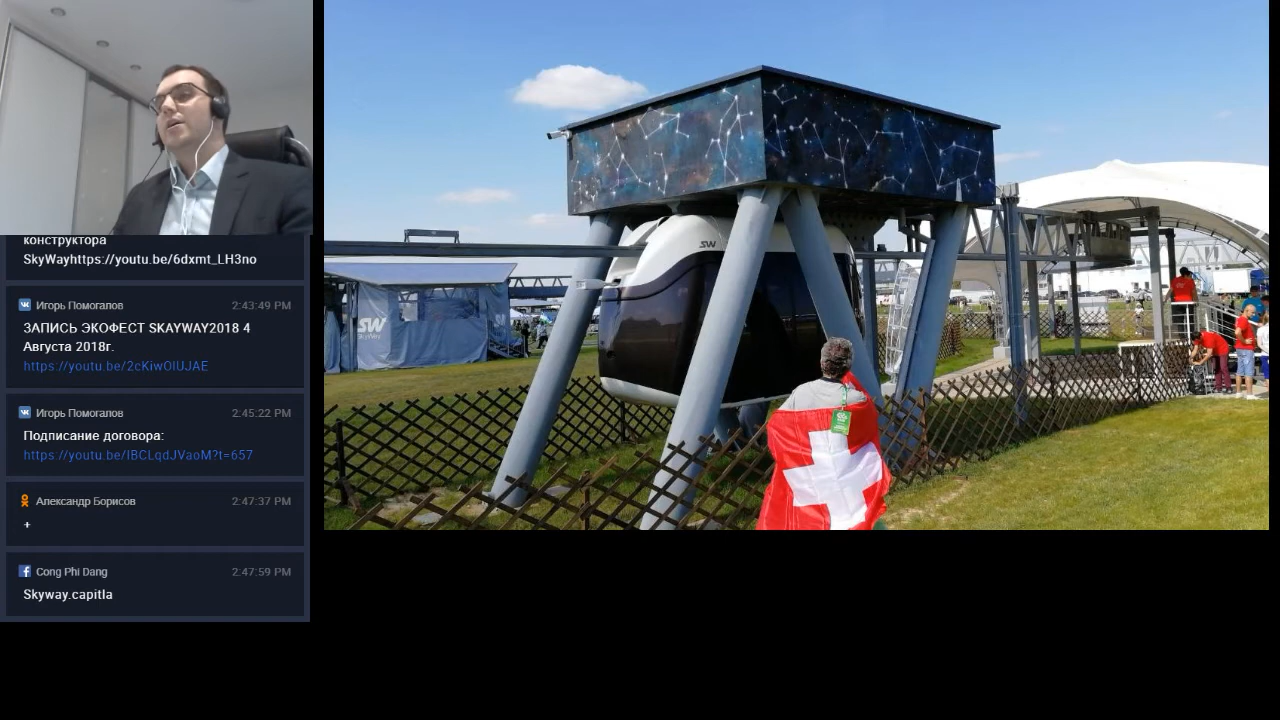 конструктора
SkyWayhttps://youtu.be/6dxmt_LH3no
Игорь Помогалов 2:43:49 PM
ЗАПИСЬ ЭКОФЕСТ SKAYWAY2018 4
Августа 2018г.
https://youtu.be/2cKiwOlUJAE
Игорь Помогалов 2:45:22 PM
Подписание договора:
https://youtu.be/IBCLqdJVaoM?t=657
Александр Борисов 2:47:37 PM
+
Cong Phi Dang 2:47:59 PM
Skyway.capitla
SW
SW
SkyWay